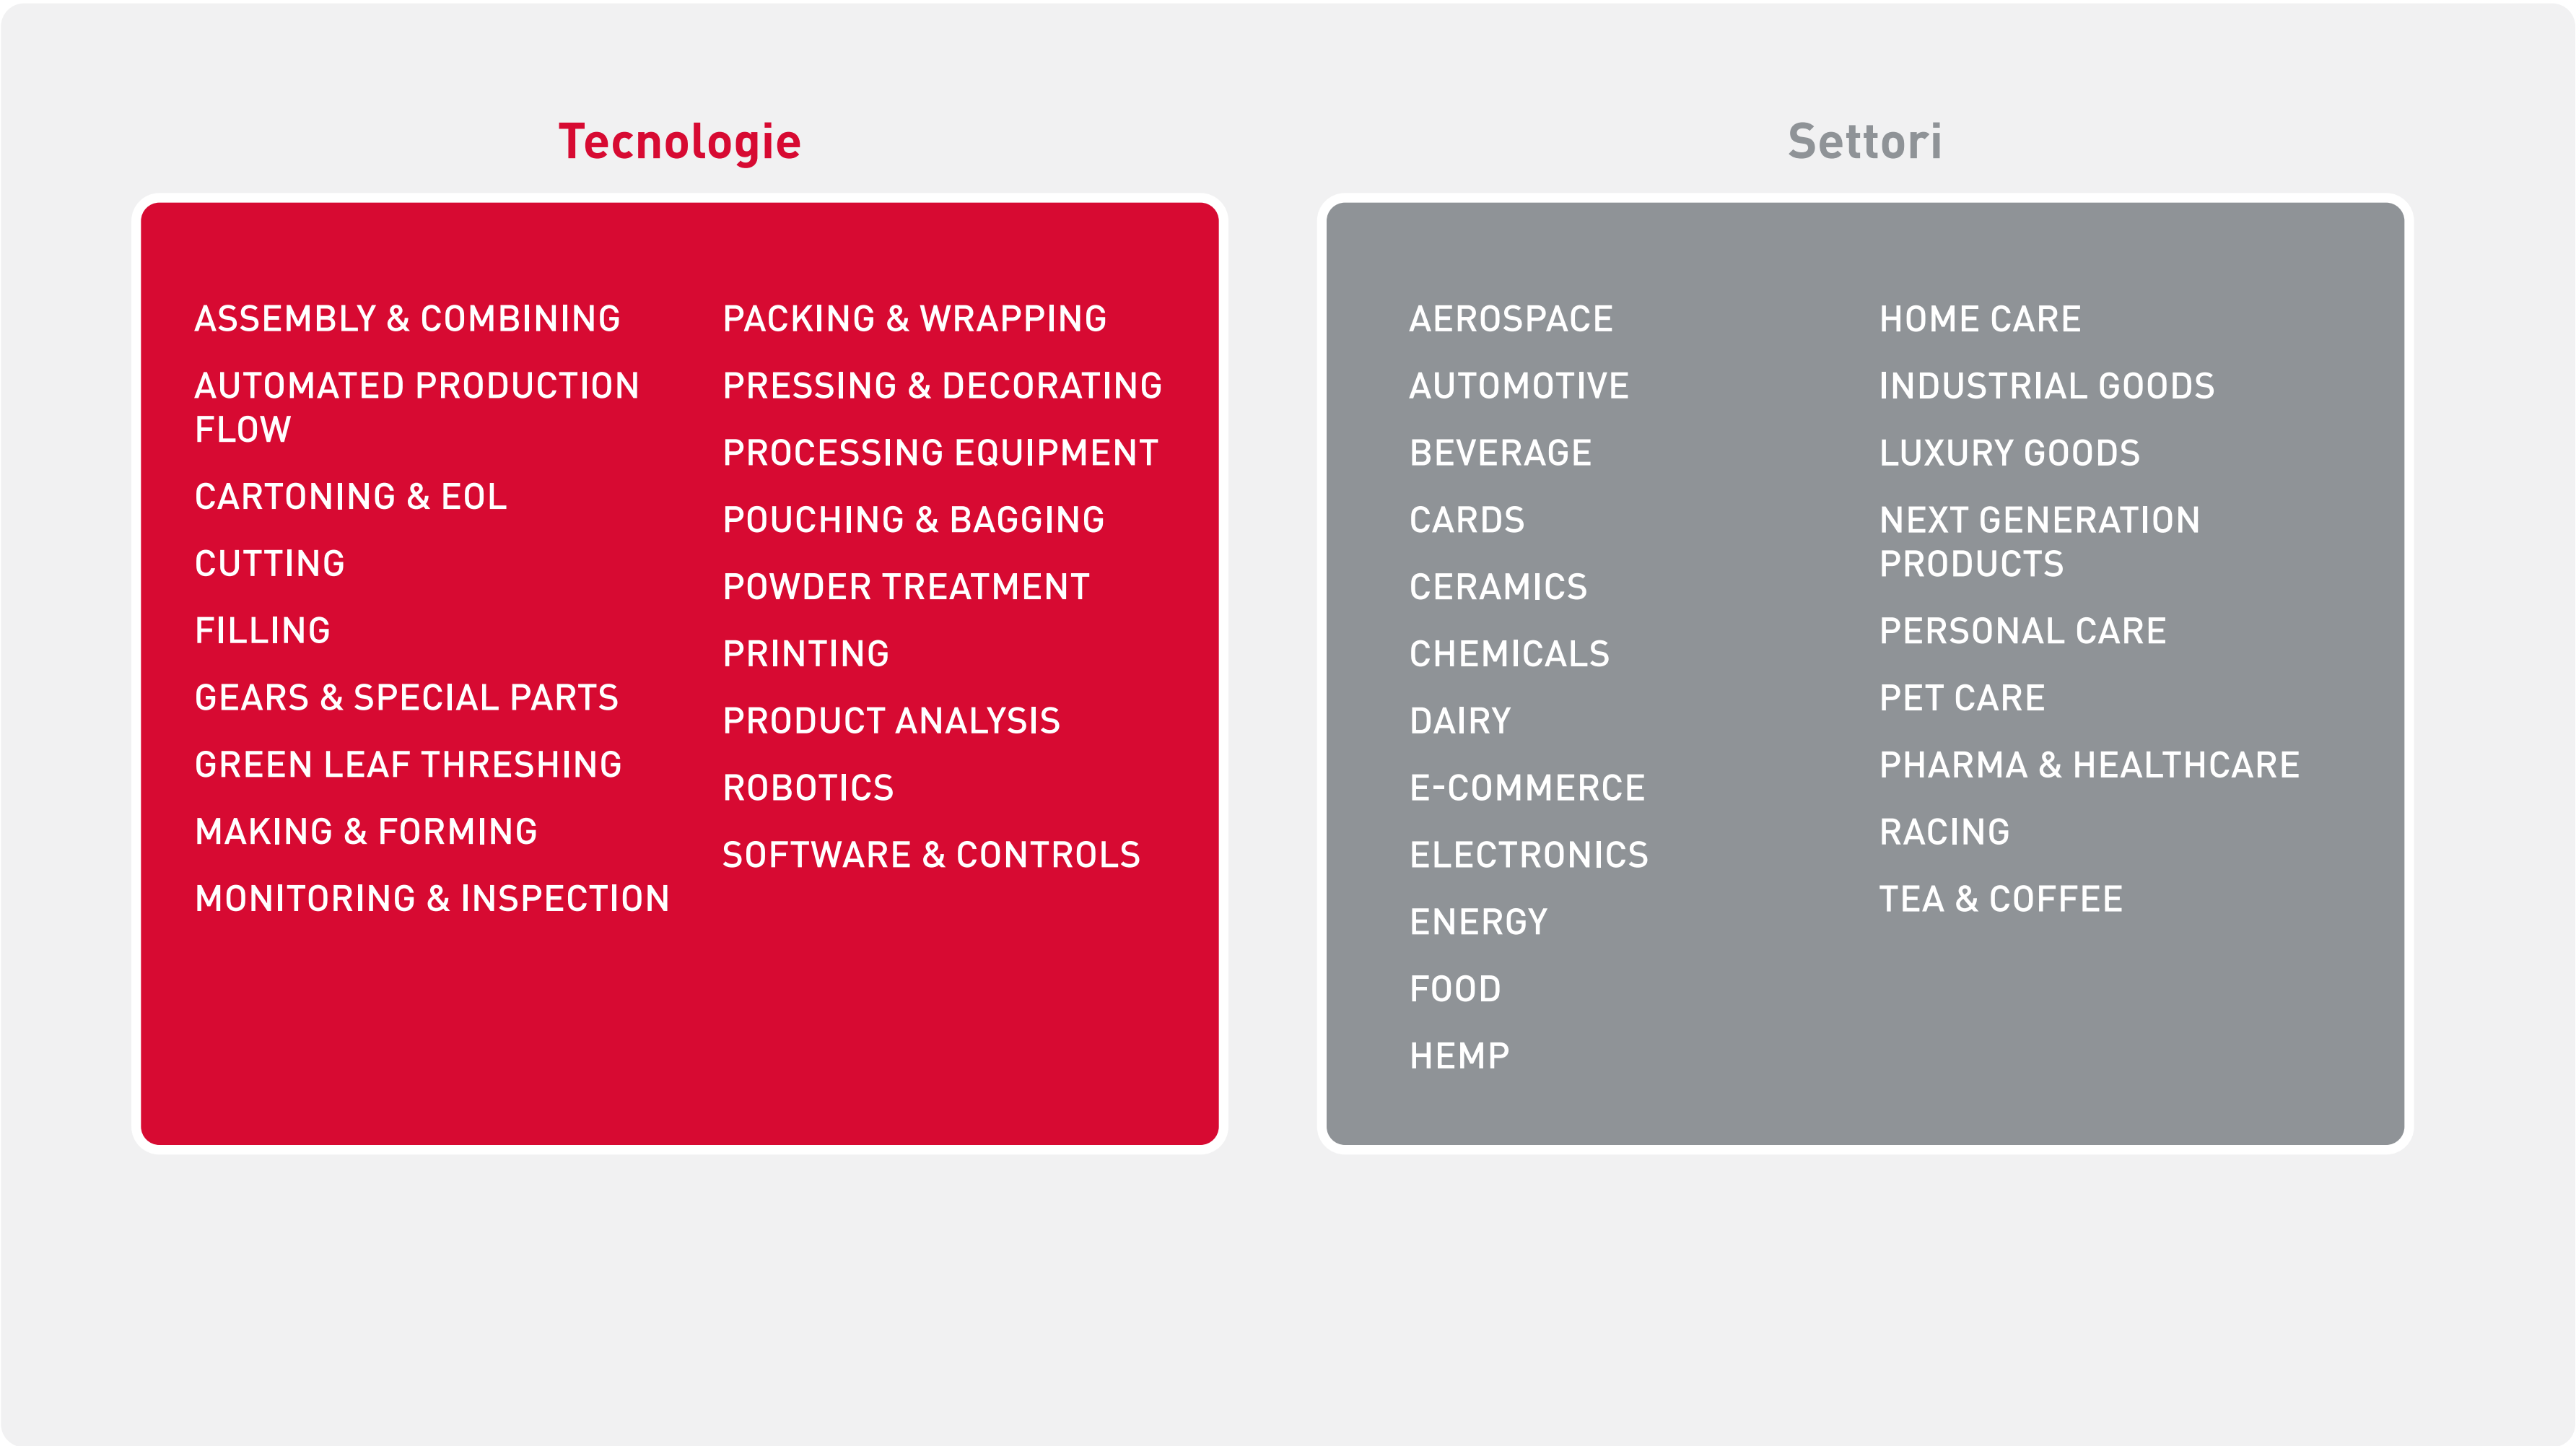 Tecnologie
ASSEMBLY & COMBINING
AUTOMATED PRODUCTION
FLOW
CARTONING & EOL
CUTTING
FILLING
GEARS & SPECIAL PARTS
GREEN LEAF THRESHING
MAKING & FORMING
MONITORING & INSPECTION
PACKING & WRAPPING
PRESSING & DECORATING
PROCESSING EQUIPMENT
POUCHING & BAGGING
POWDER TREATMENT
PRINTING
PRODUCT ANALYSIS
ROBOTICS
SOFTWARE & CONTROLS
Settori
AEROSPACE
AUTOMOTIVE
BEVERAGE
CARDS
CERAMICS
CHEMICALS
DAIRY
E-COMMERCE
ELECTRONICS
ENERGY
FOOD
HEMP
HOME CARE
INDUSTRIAL GOODS
LUXURY GOODS
NEXT GENERATION
PRODUCTS
PERSONAL CARE
PET CARE
PHARMA & HEALTHCARE
RACING
TEA & COFFEE